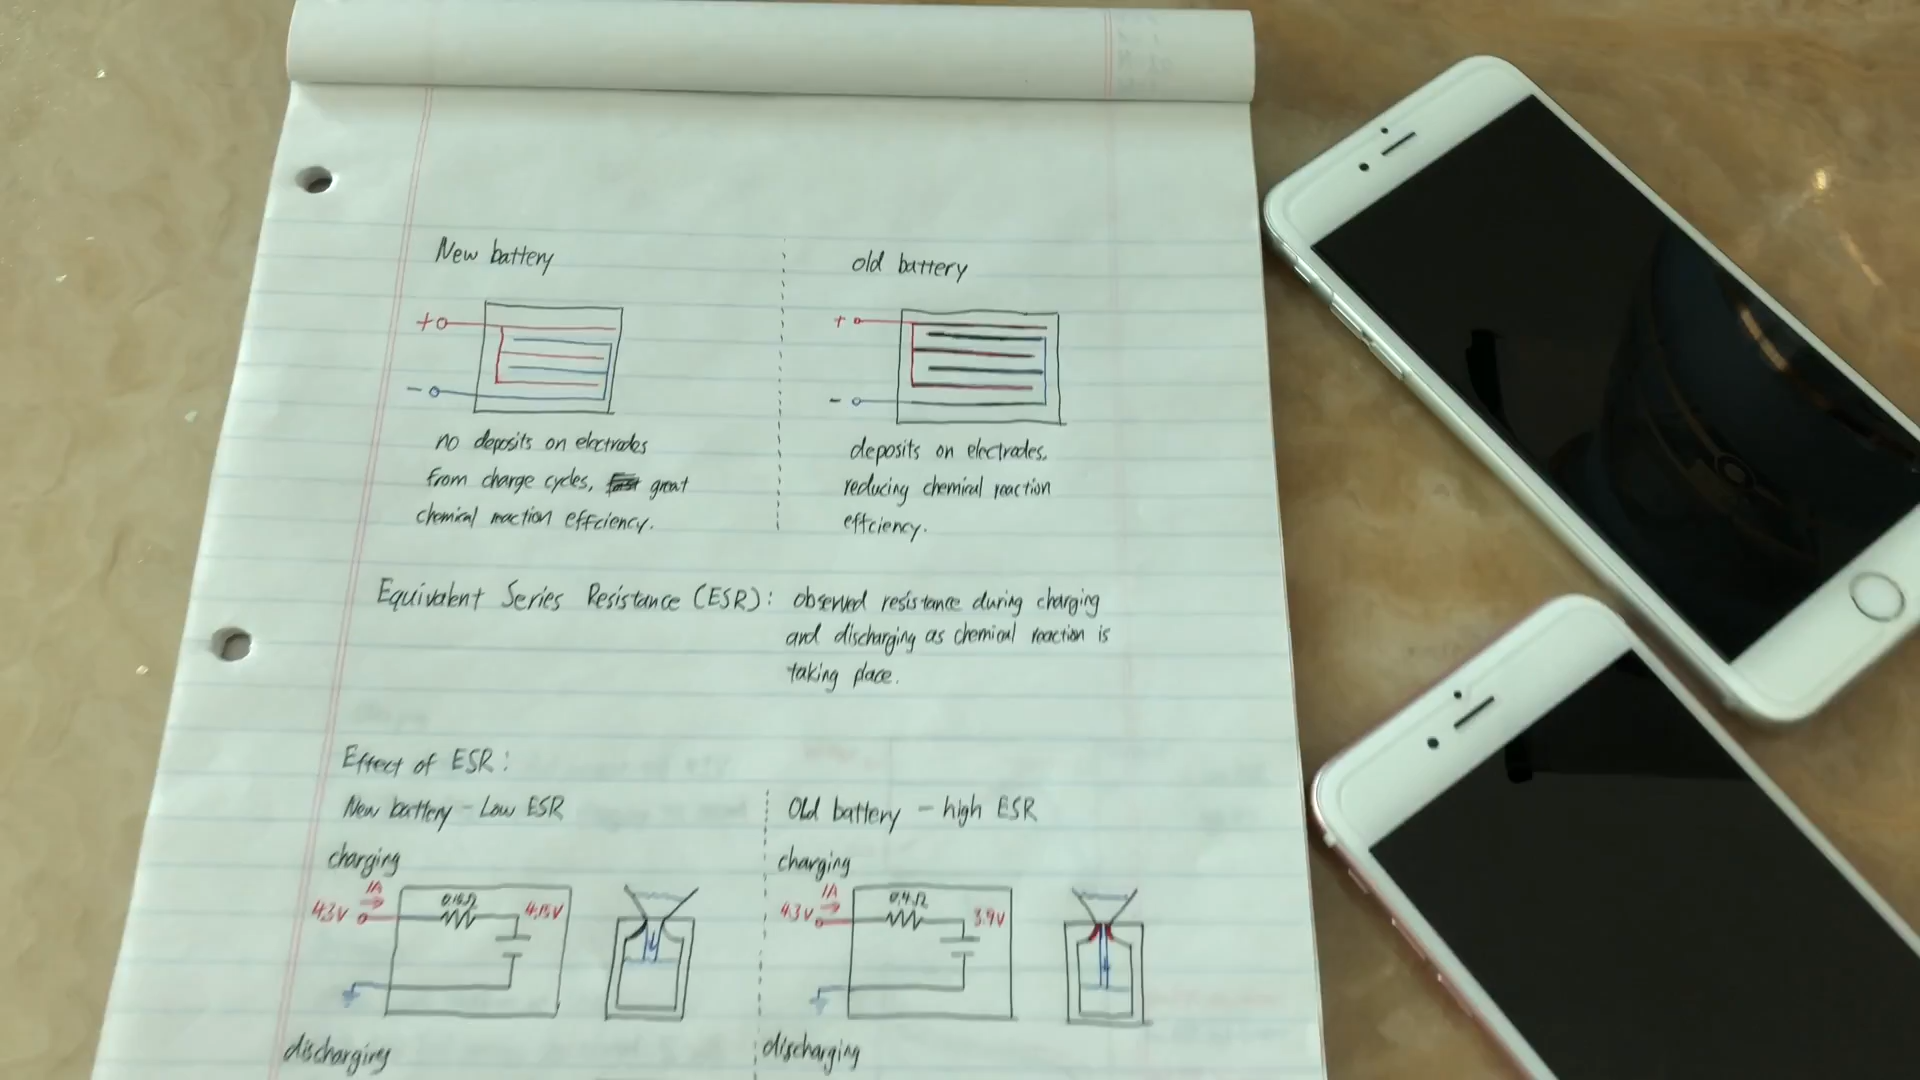 New battery
old battery
+
-
+
-
no deposits on electrodes
from charge cycles, great
chemical reaction effciency.
deposits on electrodes.
reducing chemical reaction
effciency.
Equivalent Series Resistance (ESR): observed resistance during charging
and discharging as chemical reaction is
taking place.
Effect of ESR:
New battery - Low ESR
Old battery - high ESR
charging
1A
4.3V
4.15V
charging
1A
4.3V
0.4Ω
3.9V
discharging
discharging